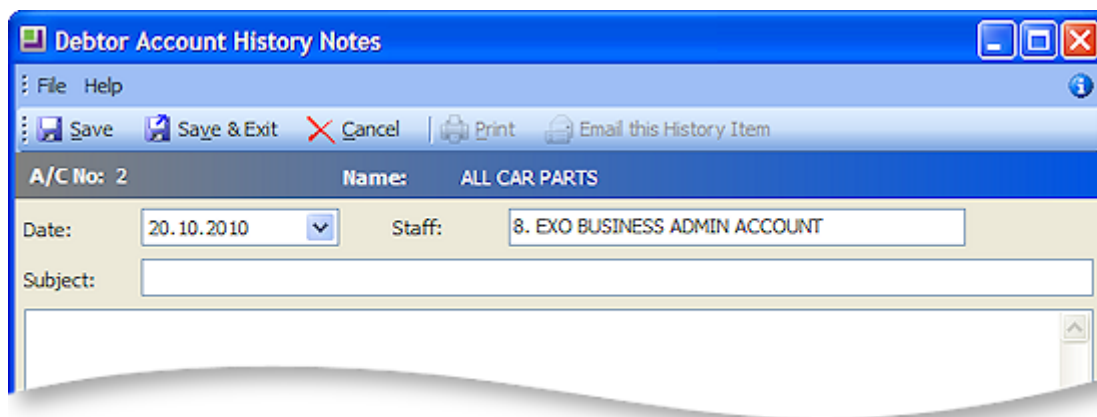 Debtor Account History Notes
File Help
Save Save & Exit Cancel Print Email this History Item
A/C No: 2 Name: ALL CAR PARTS
Date: 20.10.2010 Staff: 8. EXO BUSINESS ADMIN ACCOUNT
Subject: